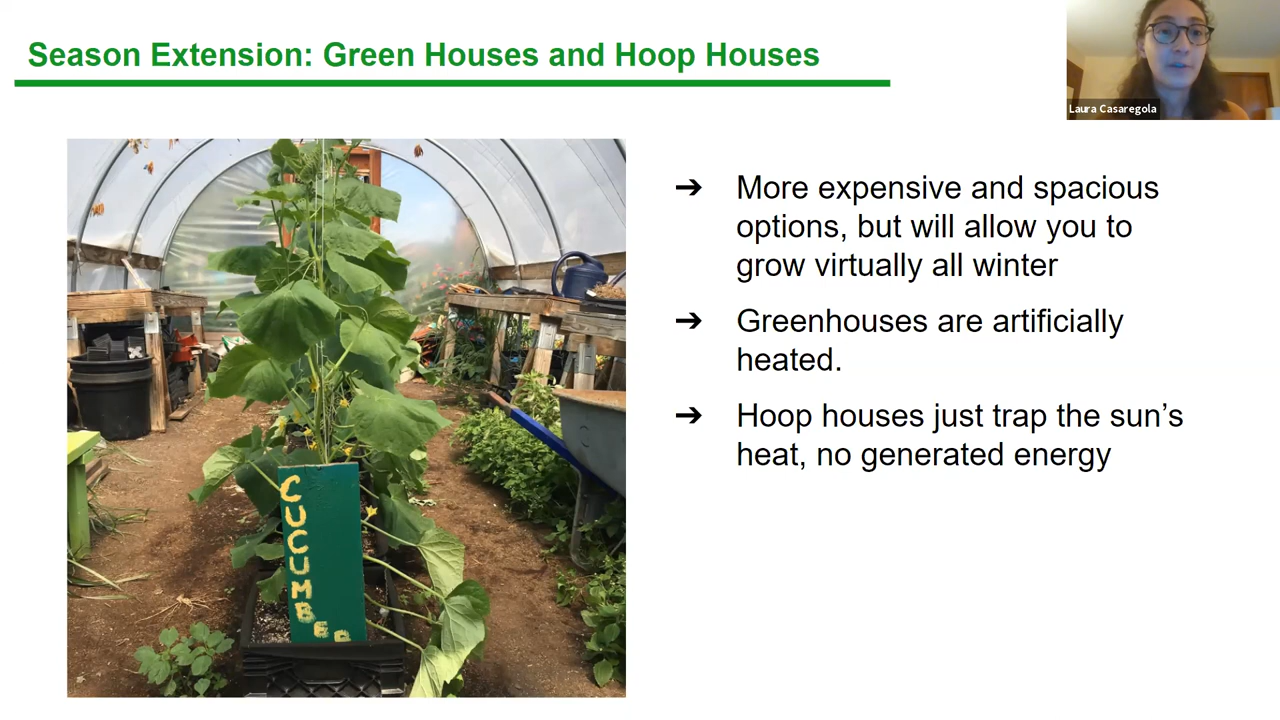 Season Extension: Green Houses and Hoop Houses
Laura Casaregola
➔ More expensive and spacious
options, but will allow you to
grow virtually all winter
➔ Greenhouses are artificially
heated.
➔ Hoop houses just trap the sun’s
heat, no generated energy
CUCUMBER